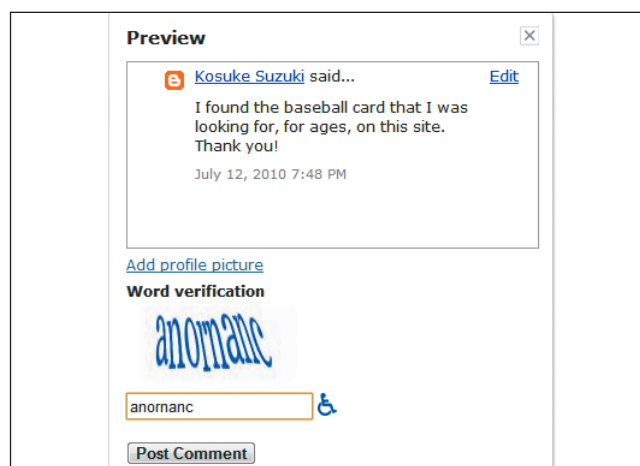 Preview
Kosuke Suzuki said... Edit
I found the baseball card that I was
looking for, for ages, on this site.
Thank you!
July 12, 2010 7:48 PM
Add profile picture
Word verification
anornanc
anornanc
Post Comment